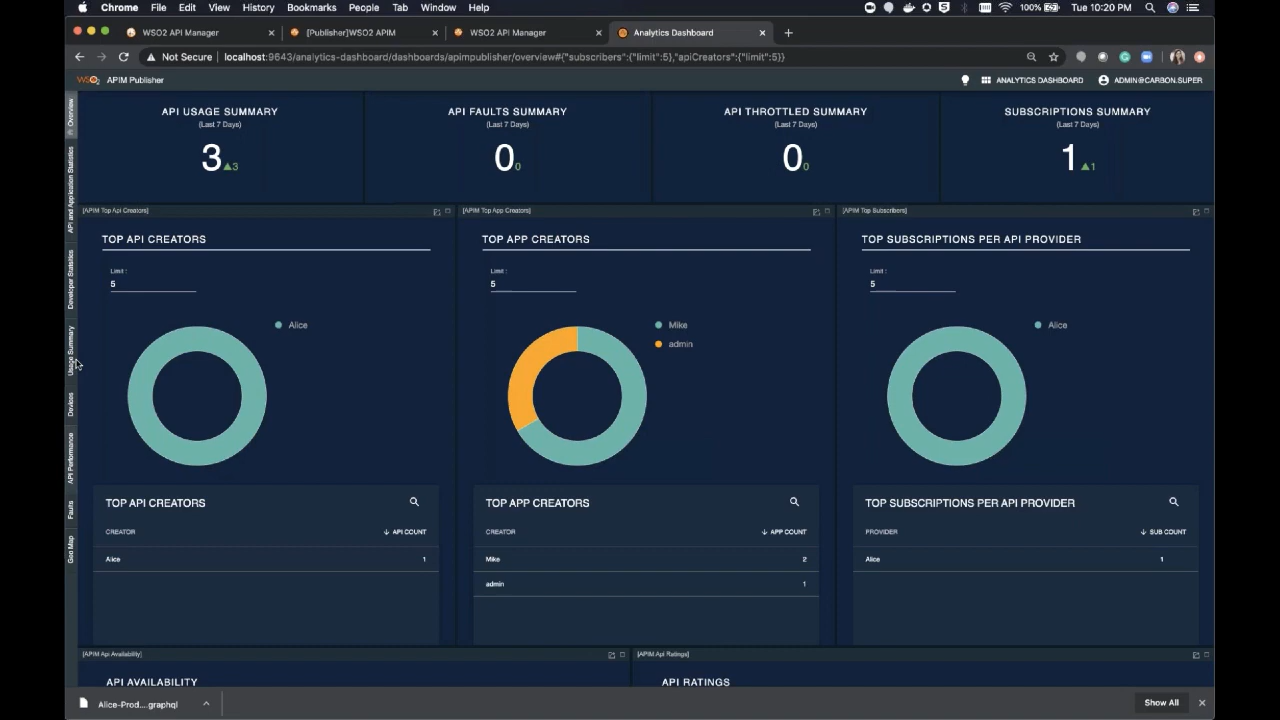 Chrome File Edit View History Bookmarks People Tab Window Help 100% Tue 10:20 PM
WSO2 API Manager [Publisher]WSO2 APIM WSO2 API Manager Analytics Dashboard
Not Secure localhost:9643/analytics-dashboard/dashboards/apimpublisher/overview#{"subscribers":{"limit":5},"apiCreators":{"limit":5}}
WSO2 APIM Publisher ANALYTICS DASHBOARD ADMIN@CARBON.SUPER
Overview
API and Application Statistics
Developer Statistics
Usage Summary
Devices
API Performance
Faults
Geo Map
API USAGE SUMMARY API FAULTS SUMMARY API THROTTLED SUMMARY SUBSCRIPTIONS SUMMARY
(Last 7 Days) (Last 7 Days) (Last 7 Days) (Last 7 Days)
3 ▲3 0 0 0 0 1 ▲1
[APIM Top Api Creators] [APIM Top App Creators] [APIM Top Subscribers]
TOP API CREATORS TOP APP CREATORS TOP SUBSCRIPTIONS PER API PROVIDER
Limit : Limit : Limit :
5 5 5
Alice Mike Alice
admin
TOP API CREATORS TOP APP CREATORS TOP SUBSCRIPTIONS PER API PROVIDER
CREATOR API COUNT CREATOR APP COUNT PROVIDER SUB COUNT
Alice 1 Mike 2 Alice 1
admin 1
[APIM Api Availability] [APIM Api Ratings]
API AVAILABILITY API RATINGS
Alice-Prod....graphql Show All